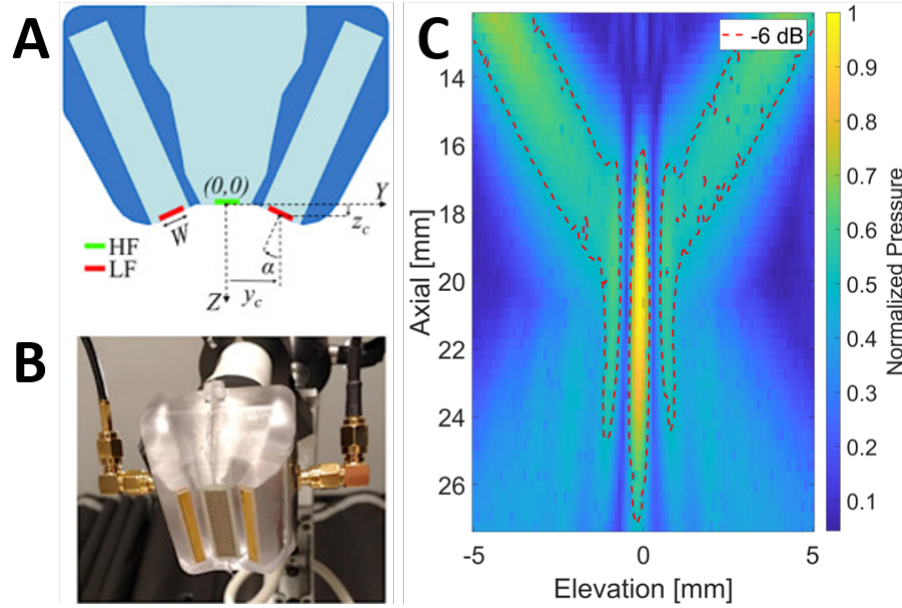 A
(0,0)
Y
z_c
W
α
HF
LF
y_c
Z
B
C
-6 dB
14
16
18
20
22
24
26
Axial [mm]
-5
0
5
Elevation [mm]
1
0.9
0.8
0.7
0.6
0.5
0.4
0.3
0.2
0.1
Normalized Pressure